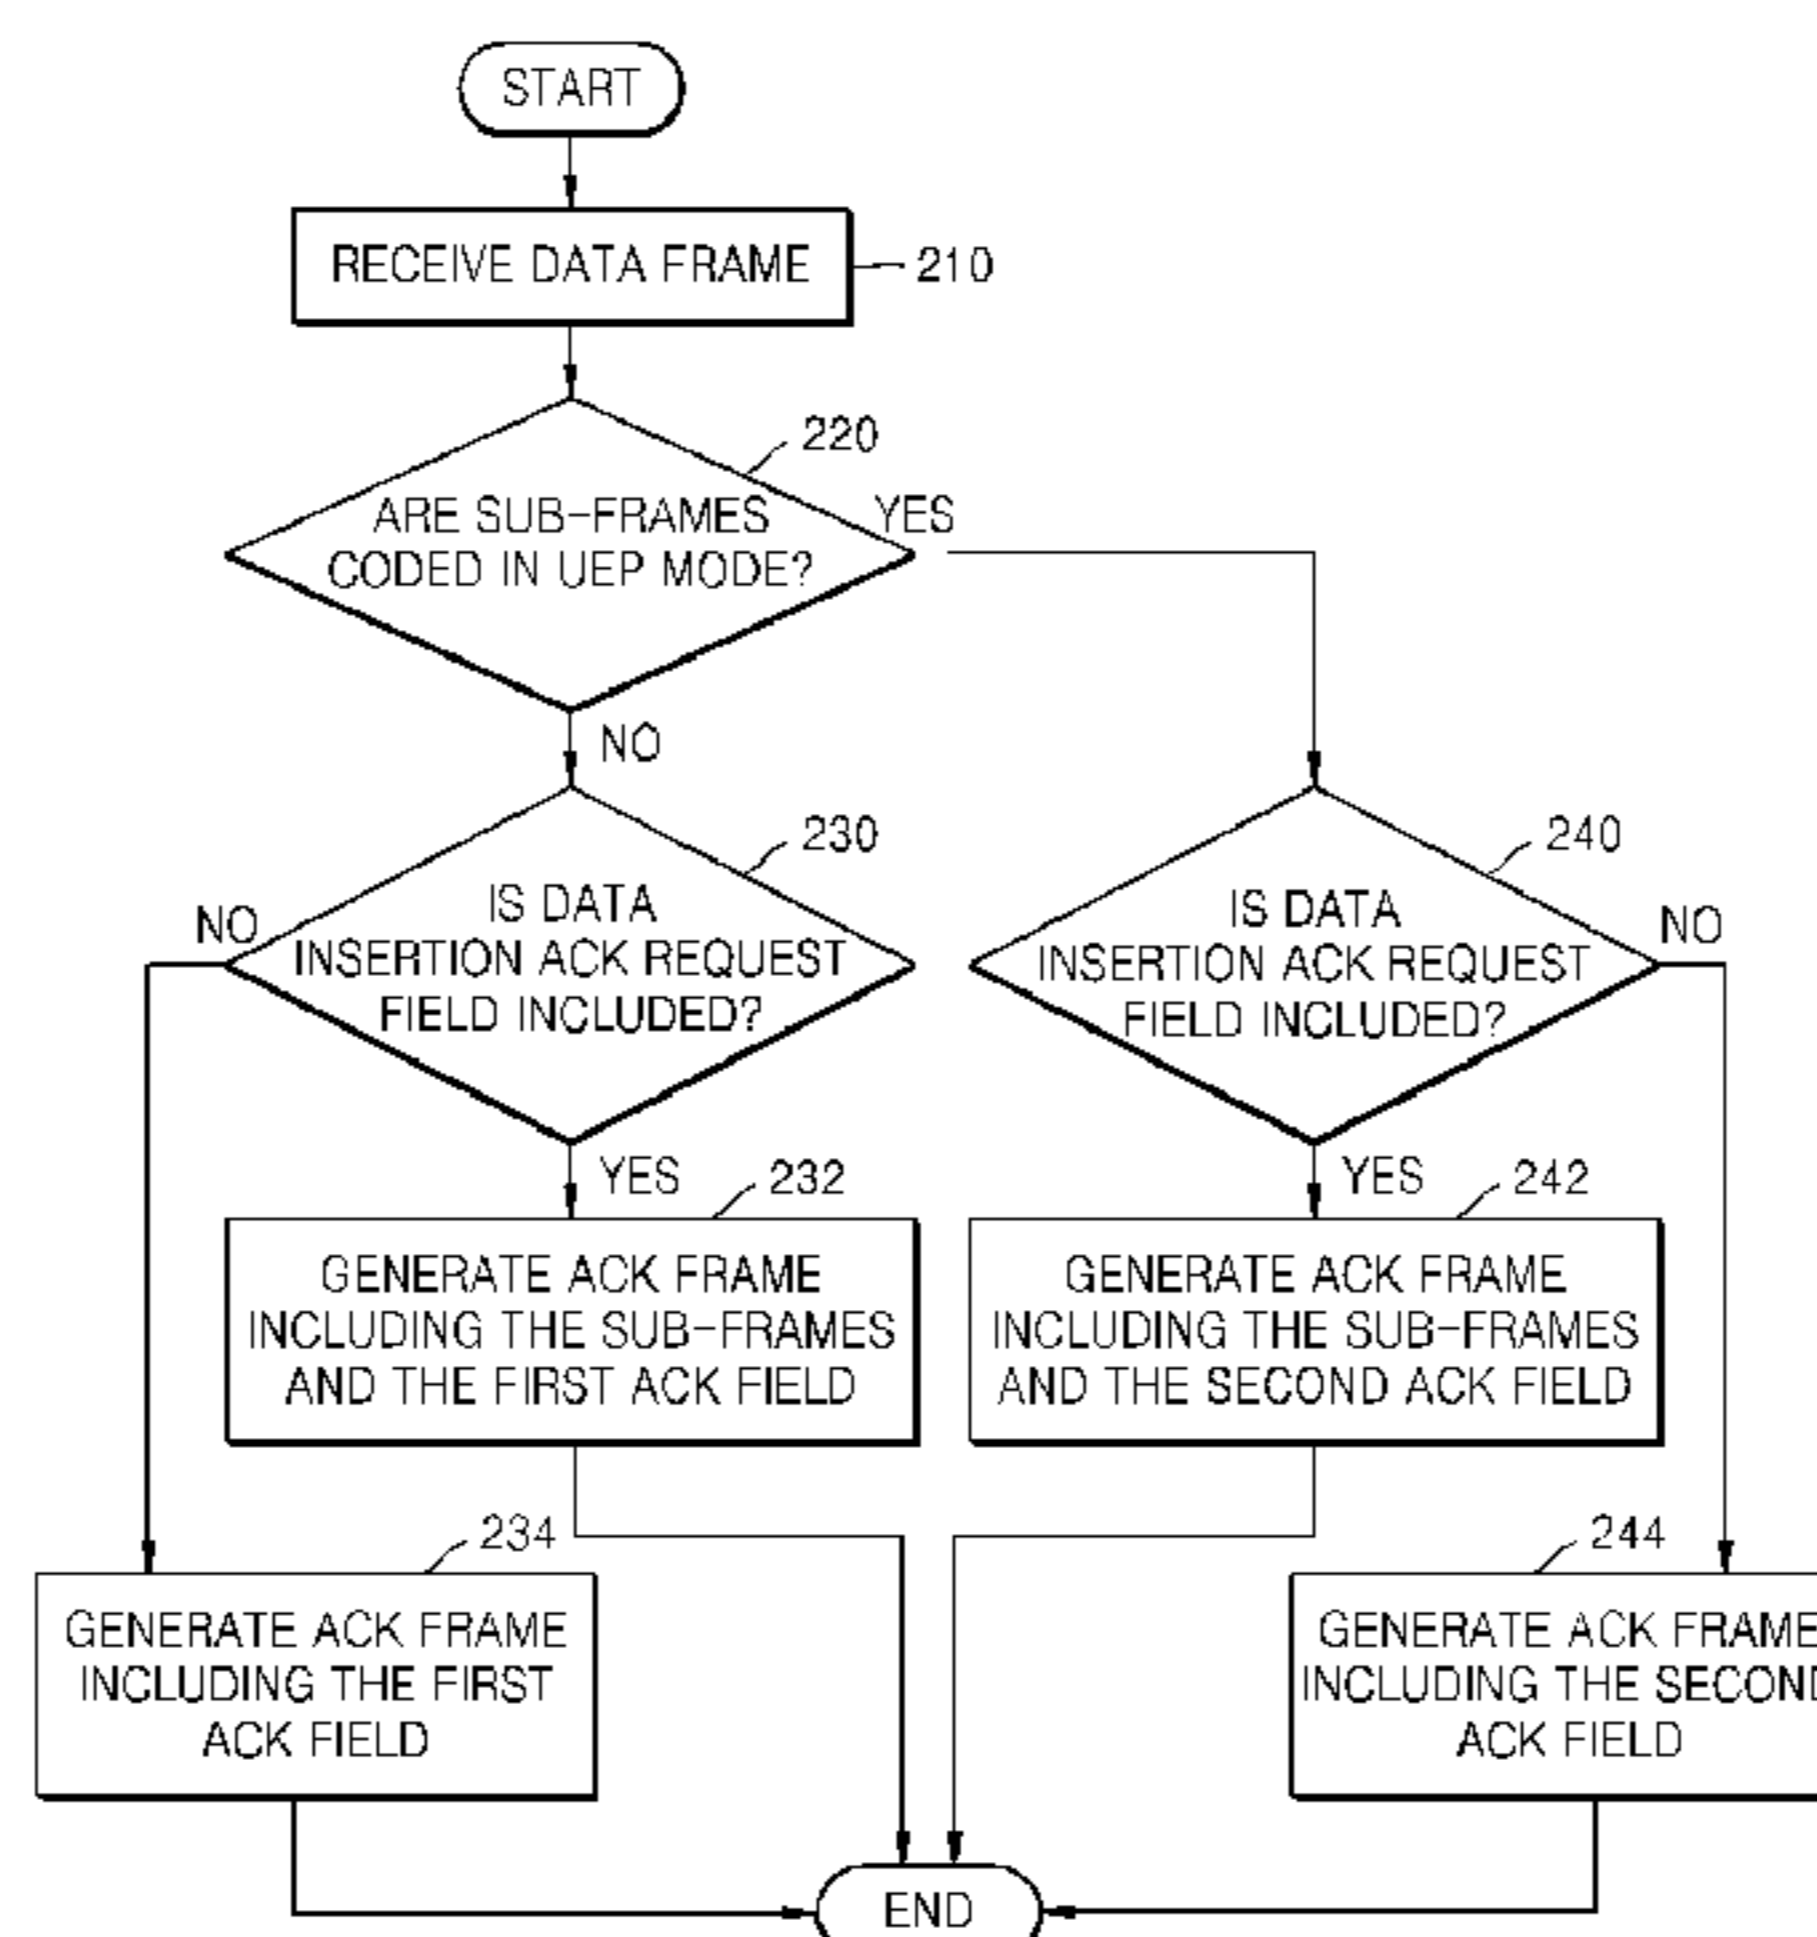 START
RECEIVE DATA FRAME
210
220
ARE SUB-FRAMES
CODED IN UEP MODE?
YES
NO
230
IS DATA
INSERTION ACK REQUEST
FIELD INCLUDED?
NO
240
IS DATA
INSERTION ACK REQUEST
FIELD INCLUDED?
NO
YES
232
GENERATE ACK FRAME
INCLUDING THE SUB-FRAMES
AND THE FIRST ACK FIELD
YES
242
GENERATE ACK FRAME
INCLUDING THE SUB-FRAMES
AND THE SECOND ACK FIELD
234
GENERATE ACK FRAME
INCLUDING THE FIRST
ACK FIELD
244
GENERATE ACK FRAME
INCLUDING THE SECOND
ACK FIELD
END